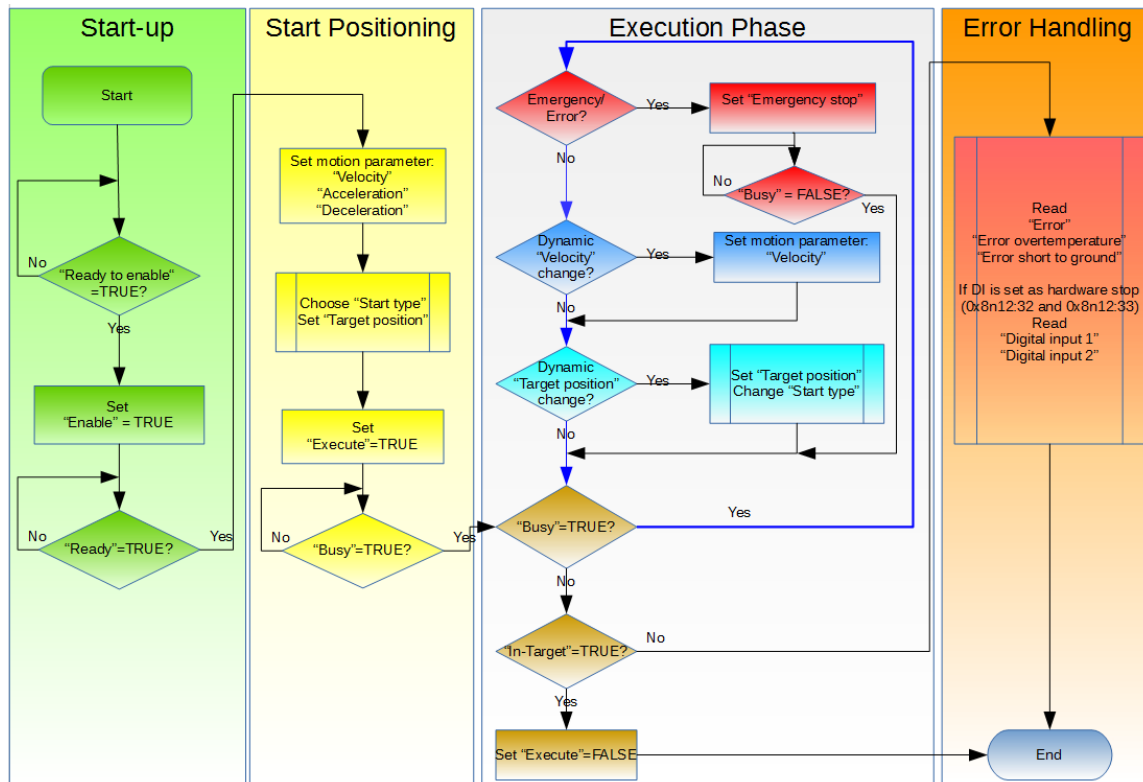 Start-up
Start
No
“Ready to enable“
=TRUE?
Yes
Set
“Enable” = TRUE
No
“Ready”=TRUE?
Yes
Start Positioning
Set motion parameter:
“Velocity”
“Acceleration”
“Deceleration”
Choose “Start type”
Set “Target position”
Set
“Execute”=TRUE
No
“Busy”=TRUE?
Yes
Execution Phase
Emergency/
Error?
Yes
Set “Emergency stop”
No
No
“Busy” = FALSE?
Yes
Dynamic
“Velocity”
change?
Yes
Set motion parameter:
“Velocity”
No
Dynamic
“Target position”
change?
Yes
Set “Target position”
Change “Start type”
No
“Busy”=TRUE?
Yes
No
“In-Target”=TRUE?
No
Yes
Set “Execute”=FALSE
Error Handling
Read
“Error”
“Error overtemperature”
“Error short to ground”
If DI is set as hardware stop
(0x8n12:32 and 0x8n12:33)
Read
“Digital input 1”
“Digital input 2”
End